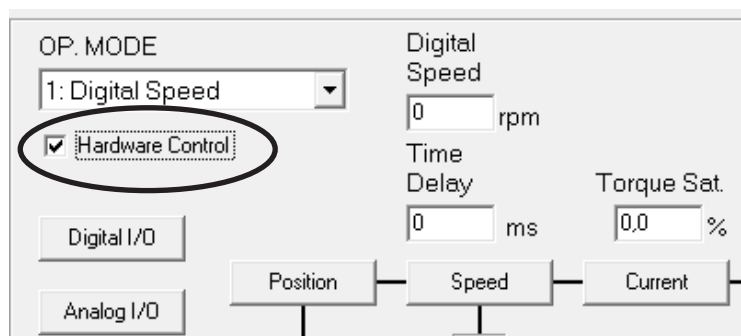 OP. MODE
1: Digital Speed
Hardware Control
Digital
Speed
0 rpm
Time
Delay
0 ms
Torque Sat.
0,0 %
Digital I/O
Analog I/O
Position
Speed
Current